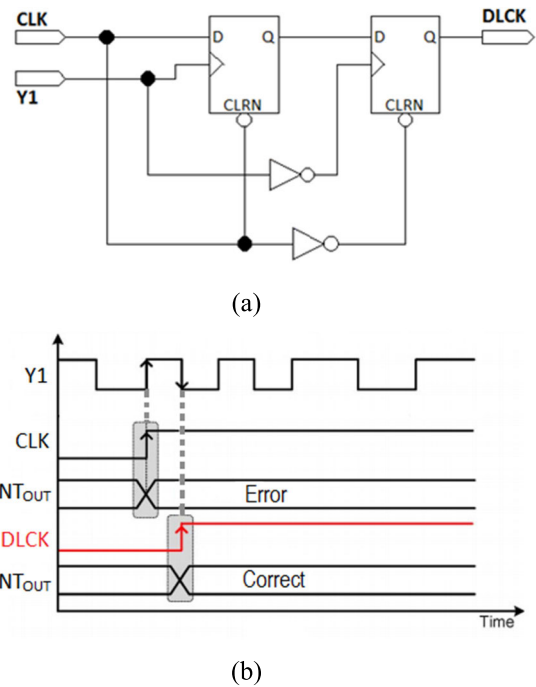 CLK
DLCK
D Q
D Q
Y1
CLRN
CLRN
(a)
Y1
CLK
NTOUT
Error
DLCK
NTOUT
Correct
Time
(b)